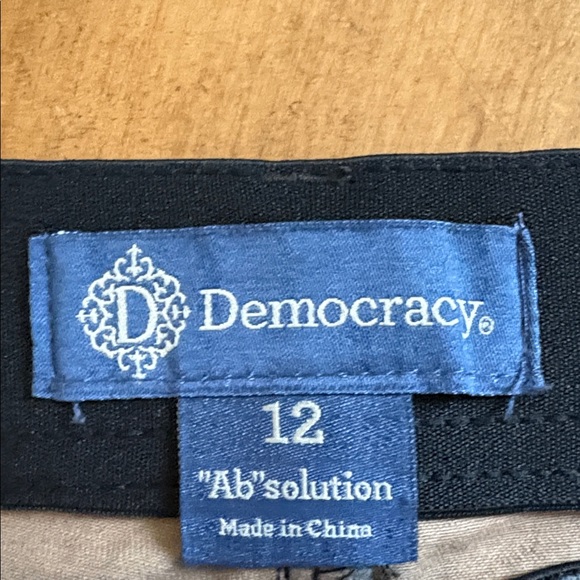 D Democracy®
12
"Ab"solution
Made in China